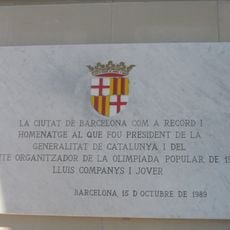 LA CIUTAT DE BARCELONA COM A RECORD I
HOMENATGE AL QUE FOU PRESIDENT DE LA
GENERALITAT DE CATALUNYA I DEL
ORGANITZADOR DE LA OLIMPIADA POPULAR DE
LLUIS COMPANYS I JOVER
BARCELONA, 15 D'OCTUBRE DE 1989